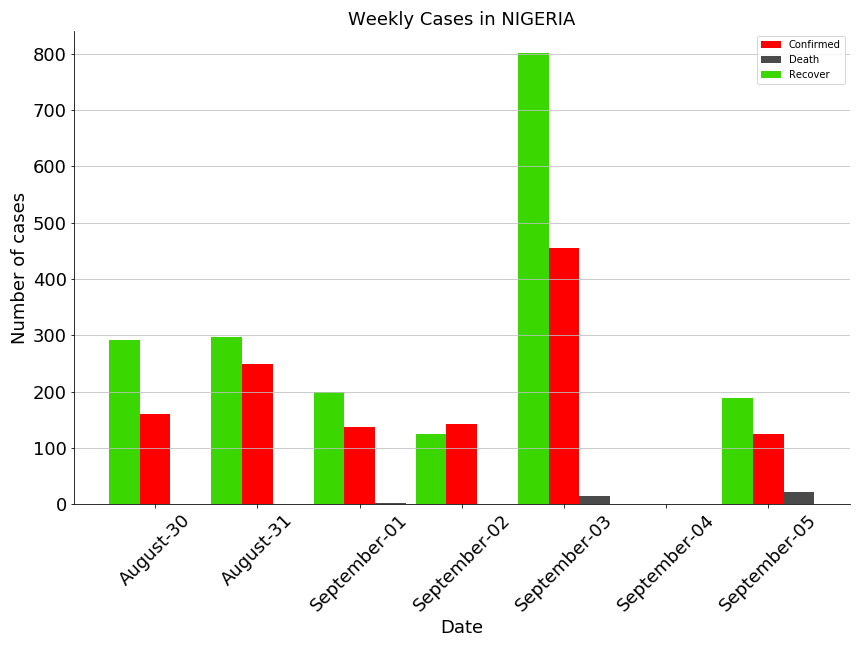 Weekly Cases in NIGERIA
Confirmed
Death
Recover
Number of cases
800
700
600
500
400
300
200
100
0
August-30
August-31
September-01
September-02
September-03
September-04
September-05
Date